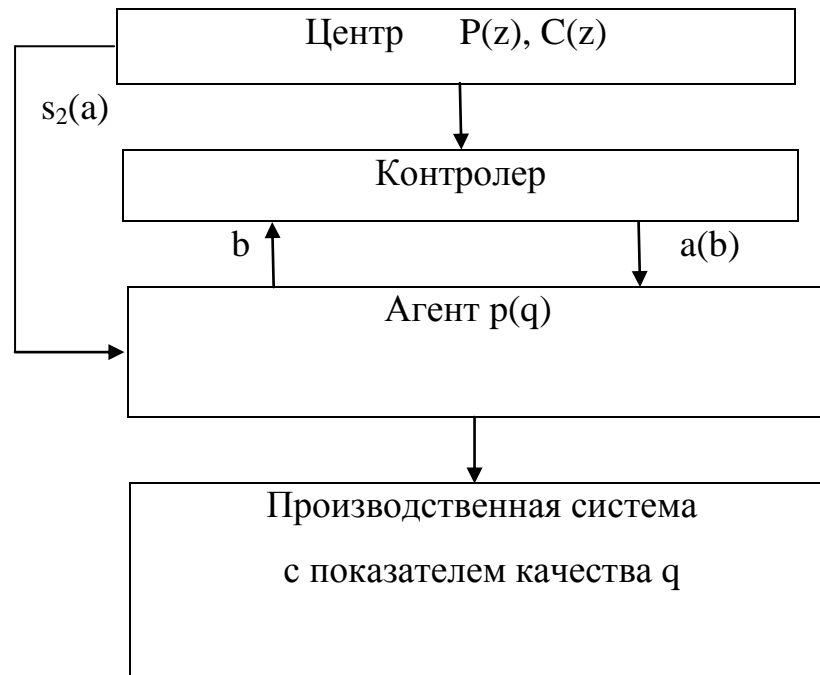 Центр P(z), C(z)
s₂(a)
Контролер
b a(b)
Агент p(q)
Производственная система
с показателем качества q